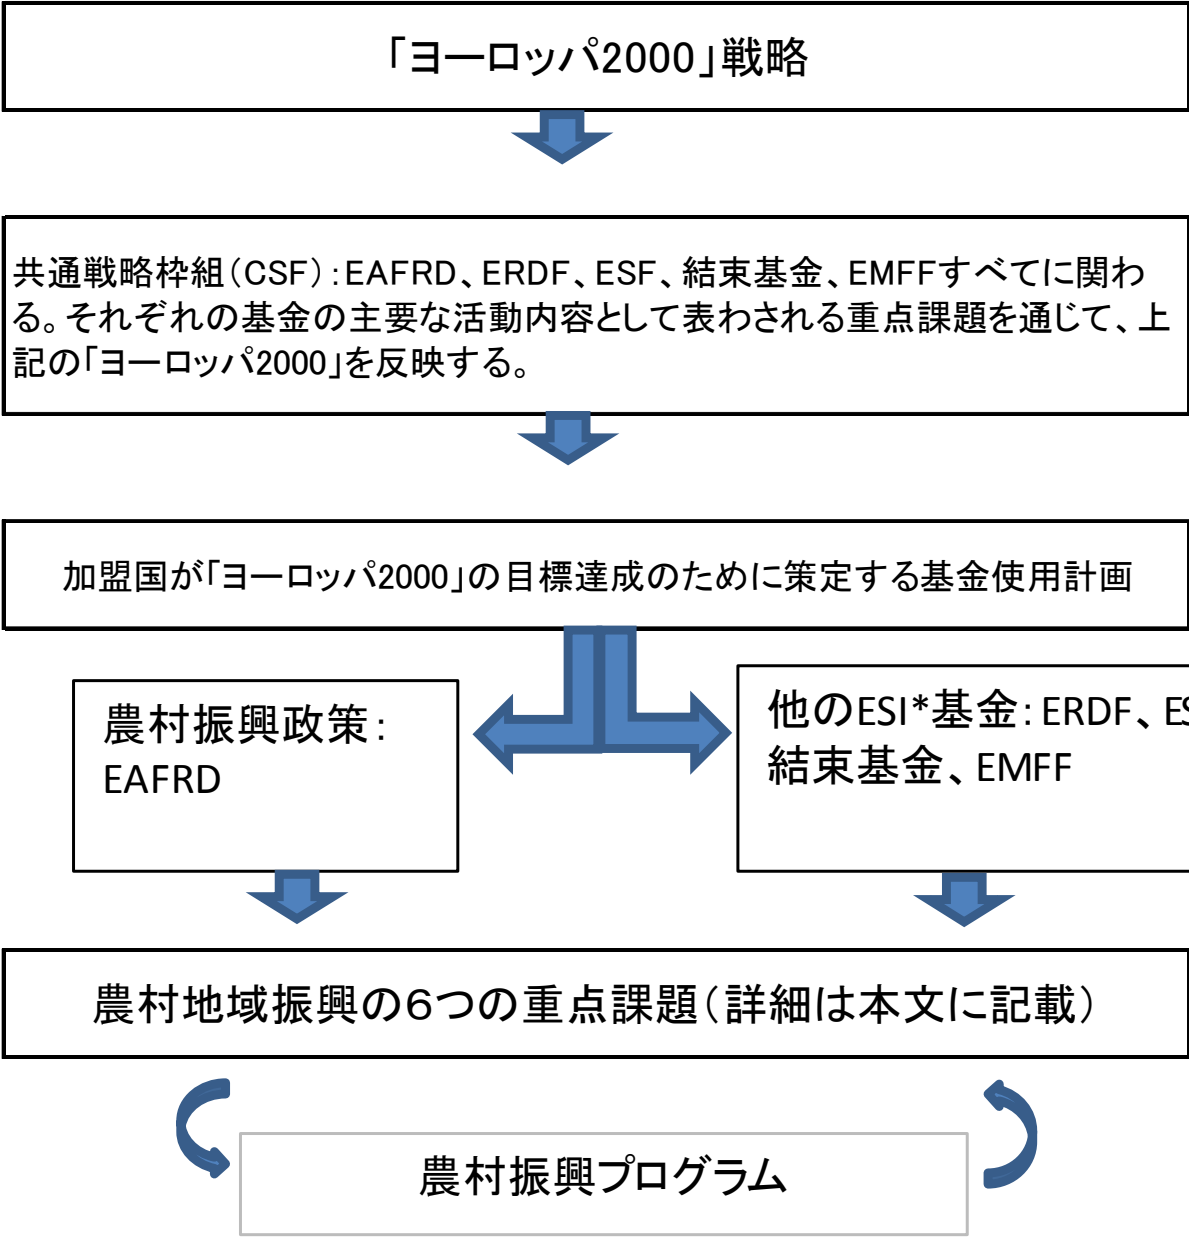 「ヨーロッパ2000」戦略
共通戦略枠組（CSF）：EAFRD、ERDF、ESF、結束基金、EMFFすべてに関わ
る。それぞれの基金の主要な活動内容として表わされる重点課題を通じて、上
記の「ヨーロッパ2000」を反映する。
加盟国が「ヨーロッパ2000」の目標達成のために策定する基金使用計画
農村振興政策：
EAFRD
他のESI*基金：ERDF、ES
結束基金、EMFF
農村地域振興の６つの重点課題（詳細は本文に記載）
農村振興プログラム